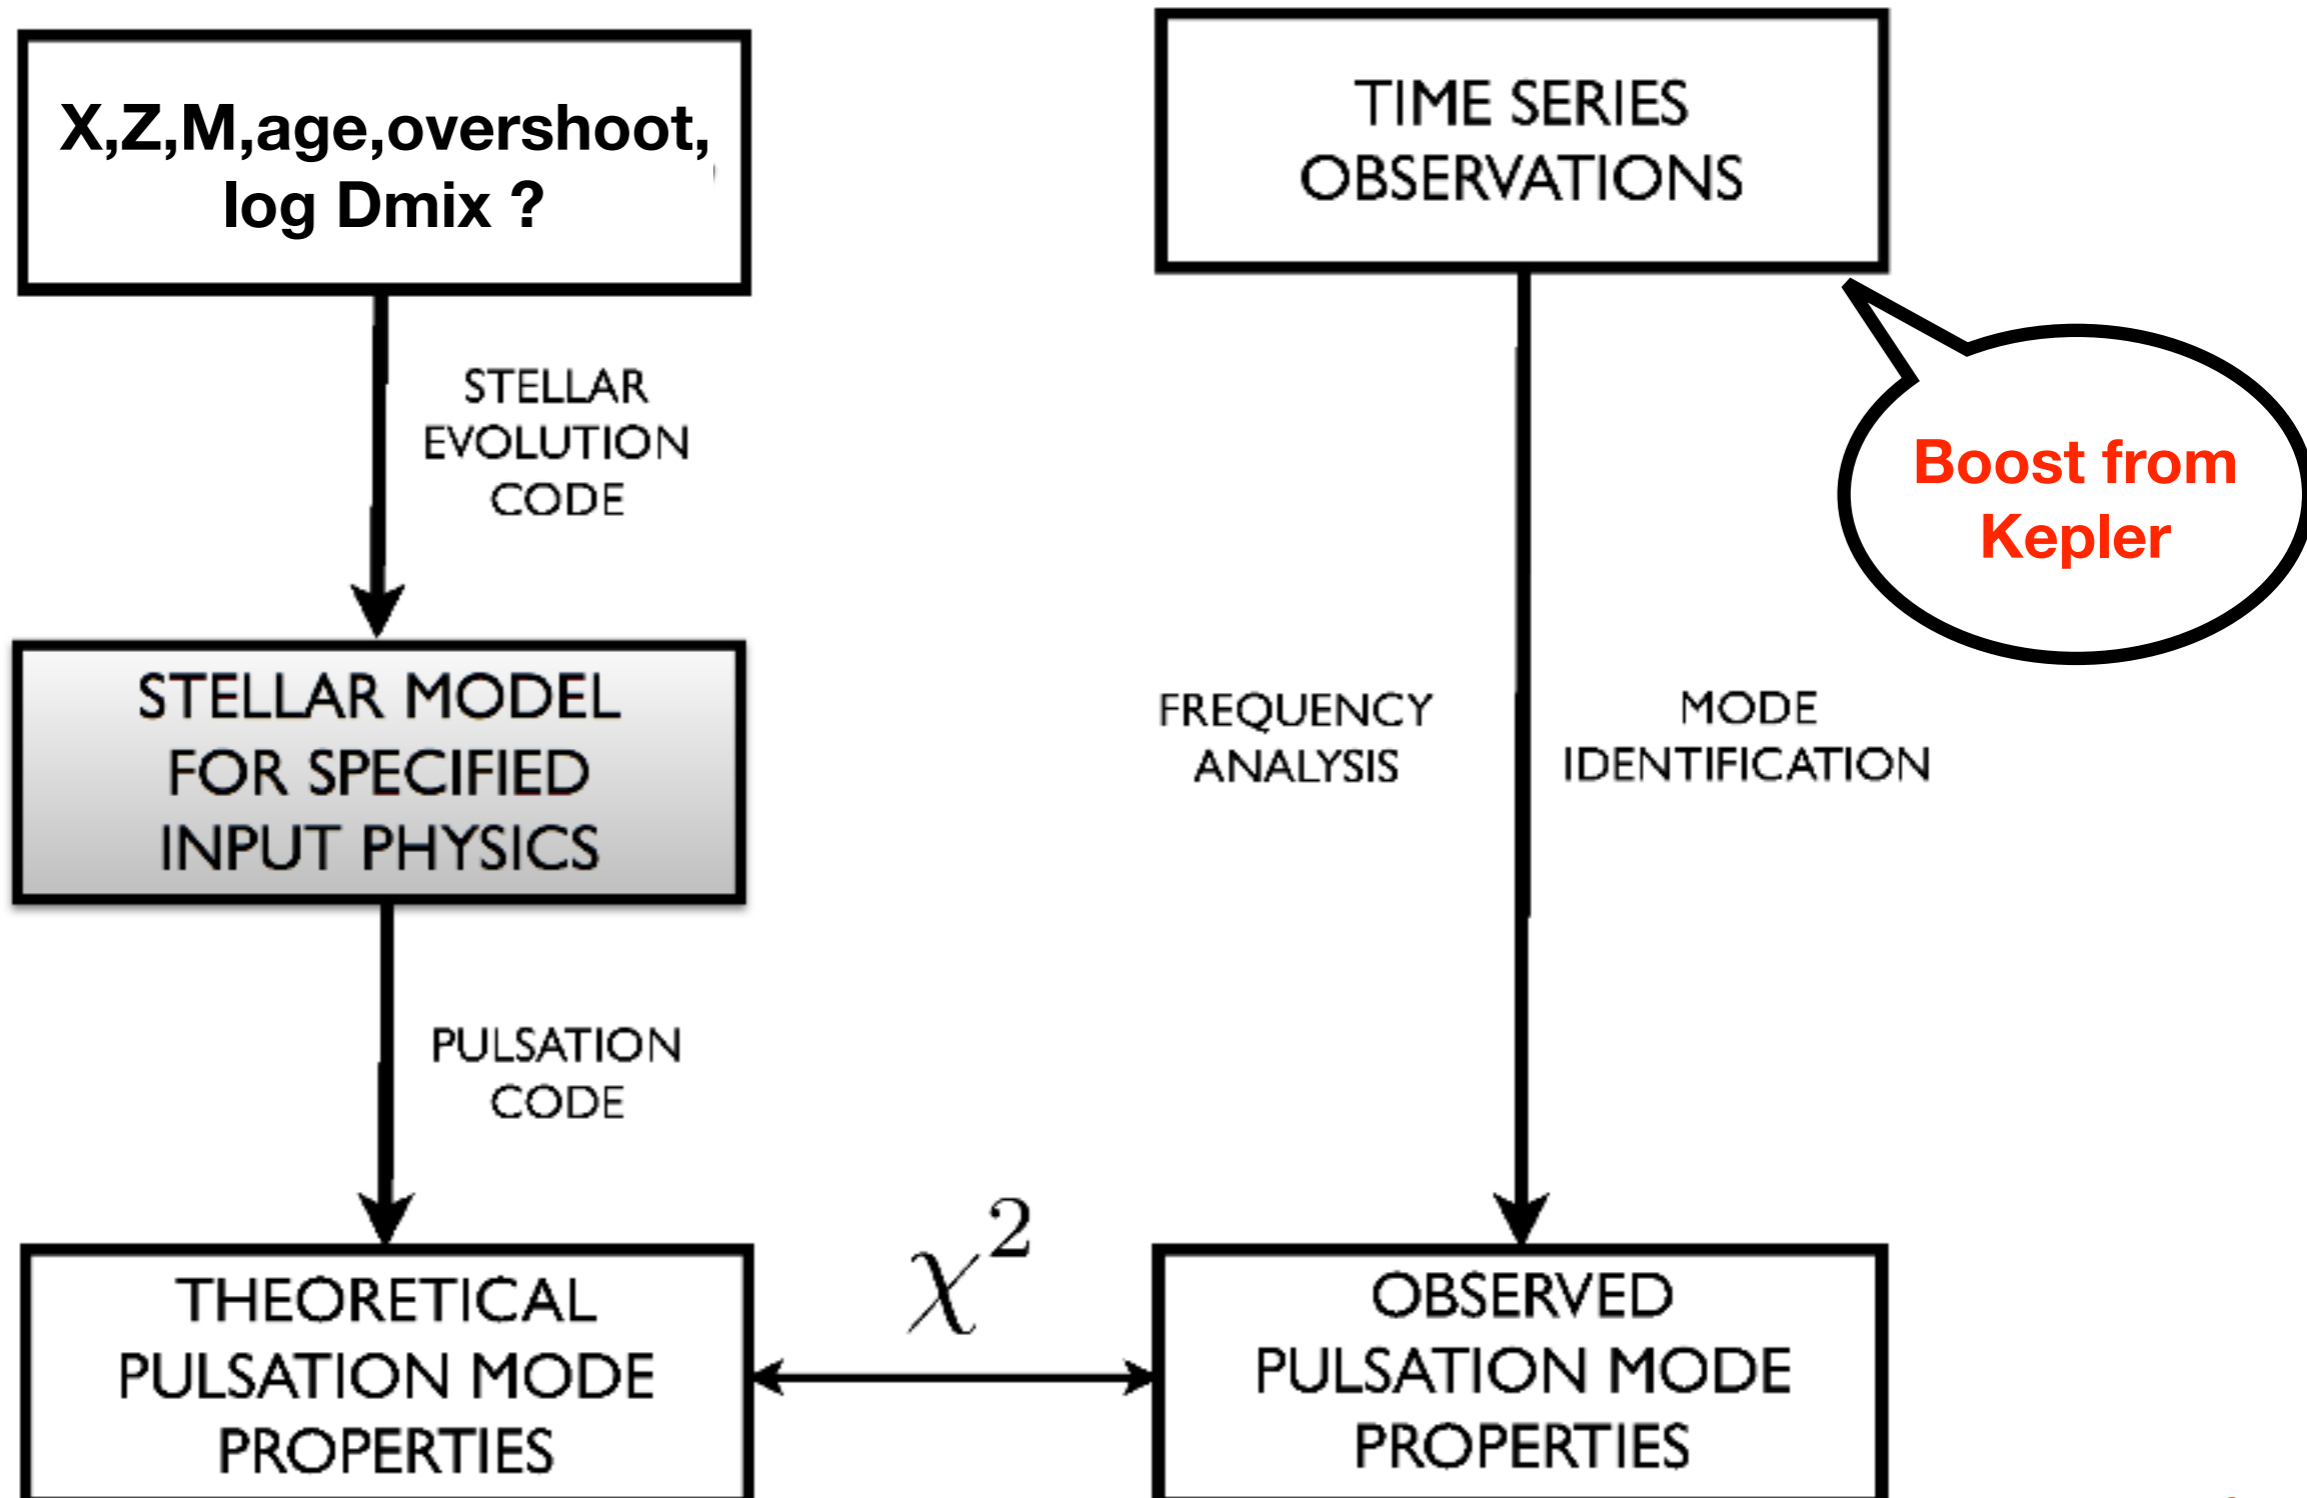 X,Z,M,age,overshoot,
log Dmix ?
TIME SERIES
OBSERVATIONS
STELLAR
EVOLUTION
CODE
Boost from
Kepler
STELLAR MODEL
FOR SPECIFIED
INPUT PHYSICS
FREQUENCY
ANALYSIS
MODE
IDENTIFICATION
PULSATION
CODE
χ²
THEORETICAL
PULSATION MODE
PROPERTIES
OBSERVED
PULSATION MODE
PROPERTIES